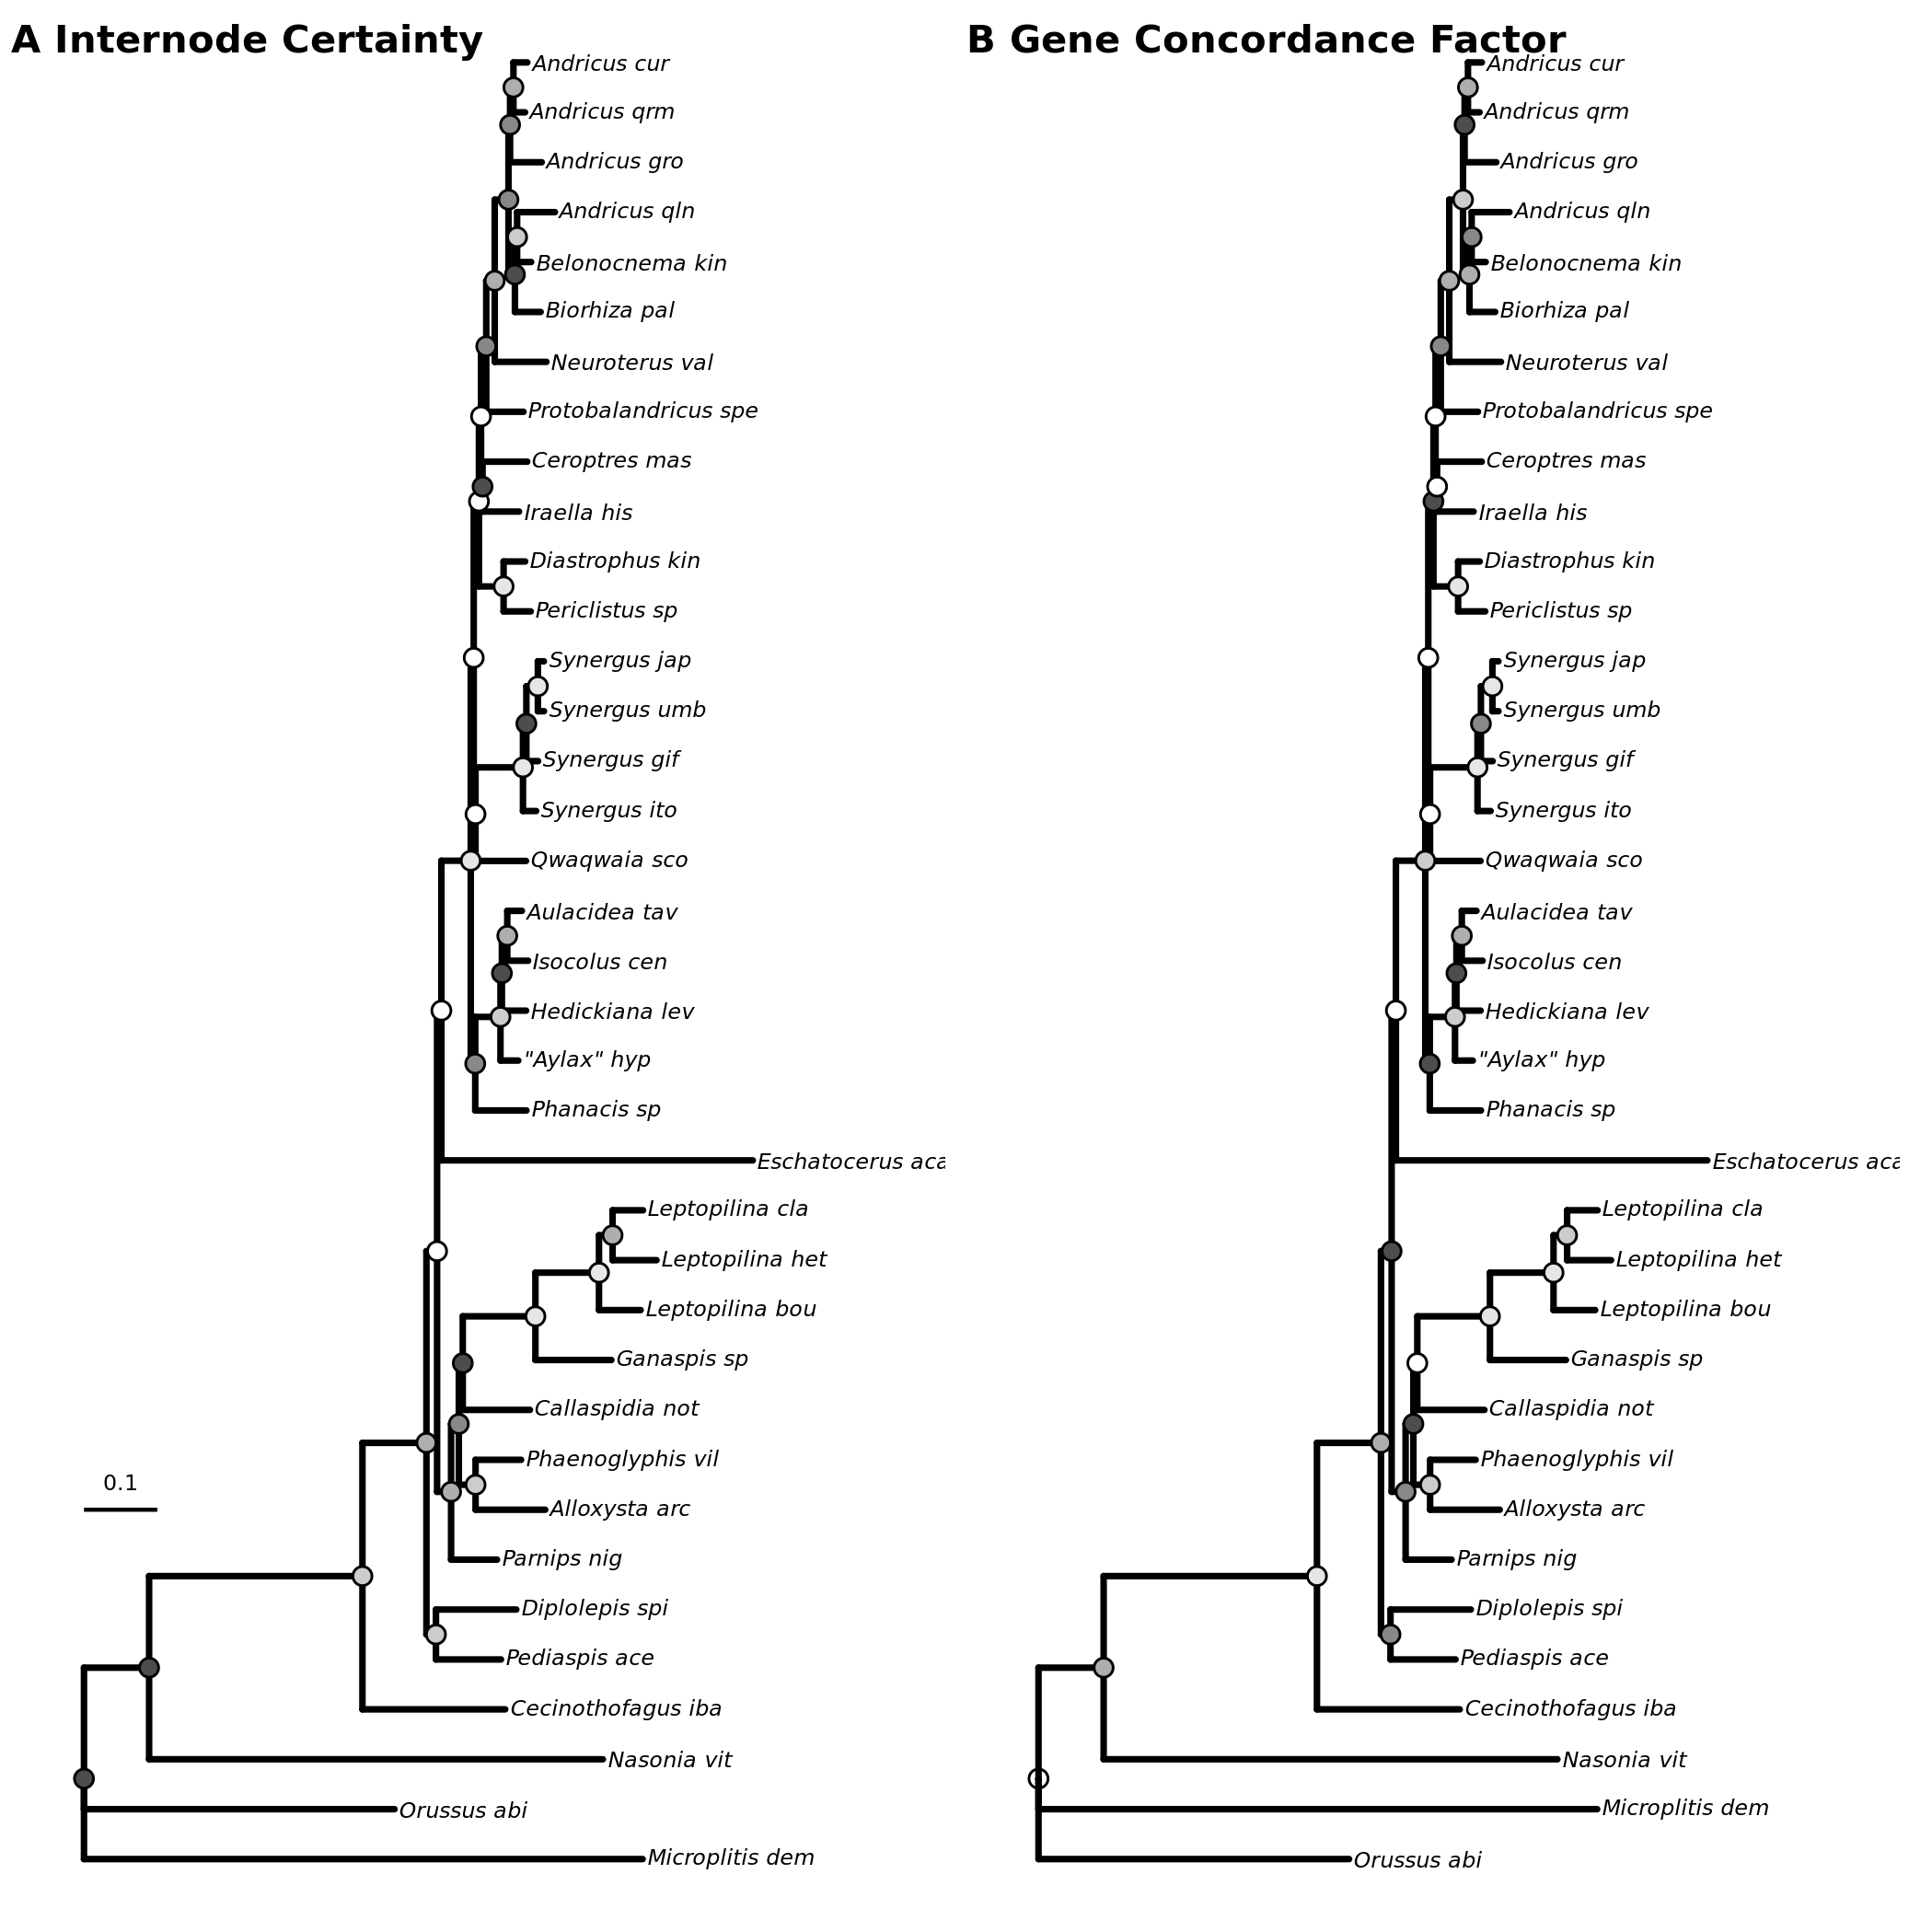 A Internode Certainty
Andricus cur
Andricus qrm
Andricus gro
Andricus qln
Belonocnema kin
Biorhiza pal
Neuroterus val
Protobalandricus spe
Ceroptres mas
Iraella his
Diastrophus kin
Periclistus sp
Synergus jap
Synergus umb
Synergus gif
Synergus ito
Qwaqwaia sco
Aulacidea tav
Isocolus cen
Hedickiana lev
"Aylax" hyp
Phanacis sp
Eschatocerus aca
Leptopilina cla
Leptopilina het
Leptopilina bou
Ganaspis sp
Callaspidia not
Phaenoglyphis vil
Alloxysta arc
Parnips nig
Diplolepis spi
Pediaspis ace
Cecinothofagus iba
Nasonia vit
Orussus abi
Microplitis dem
0.1
B Gene Concordance Factor
Andricus cur
Andricus qrm
Andricus gro
Andricus qln
Belonocnema kin
Biorhiza pal
Neuroterus val
Protobalandricus spe
Ceroptres mas
Iraella his
Diastrophus kin
Periclistus sp
Synergus jap
Synergus umb
Synergus gif
Synergus ito
Qwaqwaia sco
Aulacidea tav
Isocolus cen
Hedickiana lev
"Aylax" hyp
Phanacis sp
Eschatocerus aca
Leptopilina cla
Leptopilina het
Leptopilina bou
Ganaspis sp
Callaspidia not
Phaenoglyphis vil
Alloxysta arc
Parnips nig
Diplolepis spi
Pediaspis ace
Cecinothofagus iba
Nasonia vit
Microplitis dem
Orussus abi